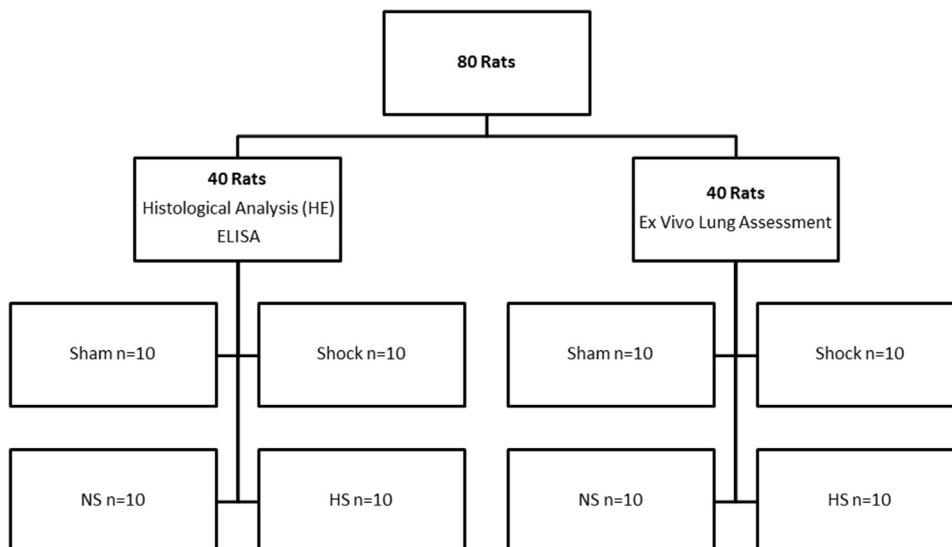 80 Rats
40 Rats
Histological Analysis (HE)
ELISA
40 Rats
Ex Vivo Lung Assessment
Sham n=10
Shock n=10
Sham n=10
Shock n=10
NS n=10
HS n=10
NS n=10
HS n=10